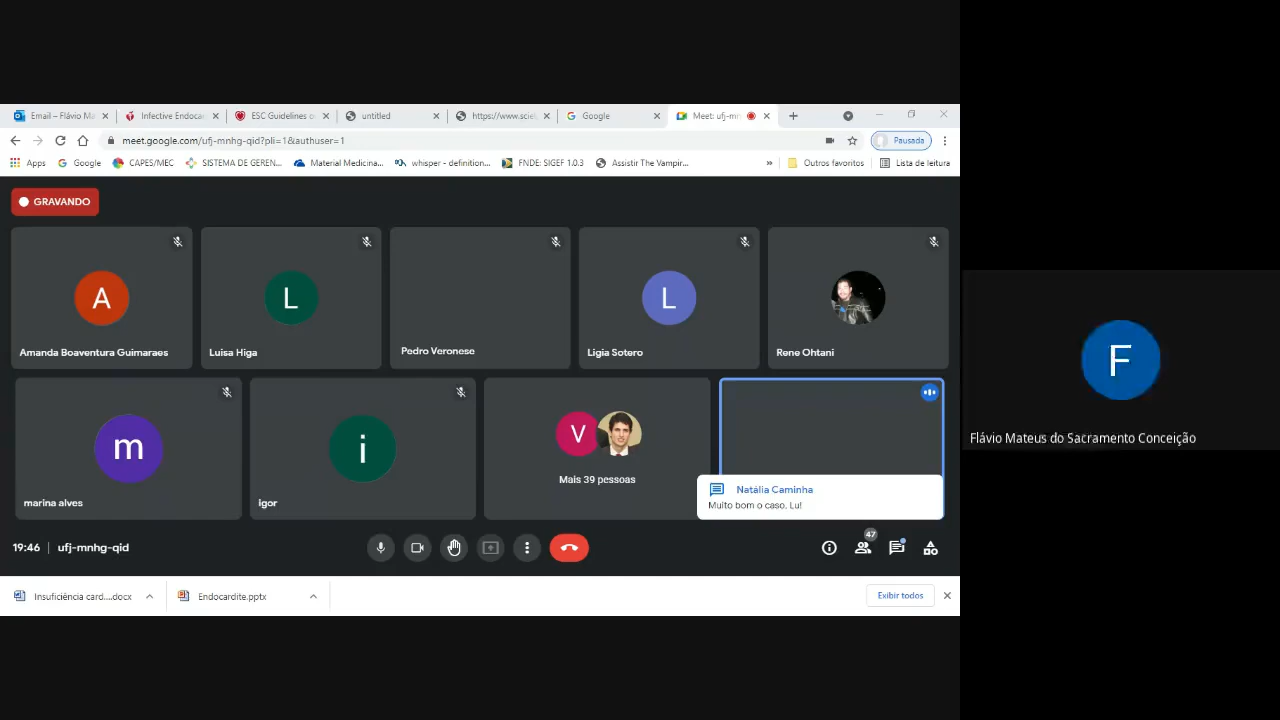 Email – Flávio Ma
Infective Endocar
ESC Guidelines o
untitled
https://www.sciel
Google
Meet: ufj-mn
meet.google.com/ufj-mnhg-qid?pli=1&authuser=1
Pausada
Apps
Google
CAPES/MEC
SISTEMA DE GEREN...
Material Medicina...
whisper - definition...
FNDE: SIGEF 1.0.3
Assistir The Vampir...
»
Outros favoritos
Lista de leitura
GRAVANDO
A
L
L
Amanda Boaventura Guimaraes
Luísa Higa
Pedro Veronese
Ligia Sotero
Rene Ohtani
m
i
V
Mais 39 pessoas
marina alves
igor
Natália Caminha
Muito bom o caso, Lu!
F
Flávio Mateus do Sacramento Conceição
19:46 | ufj-mnhg-qid
47
Insuficiência card....docx
Endocardite.pptx
Exibir todos